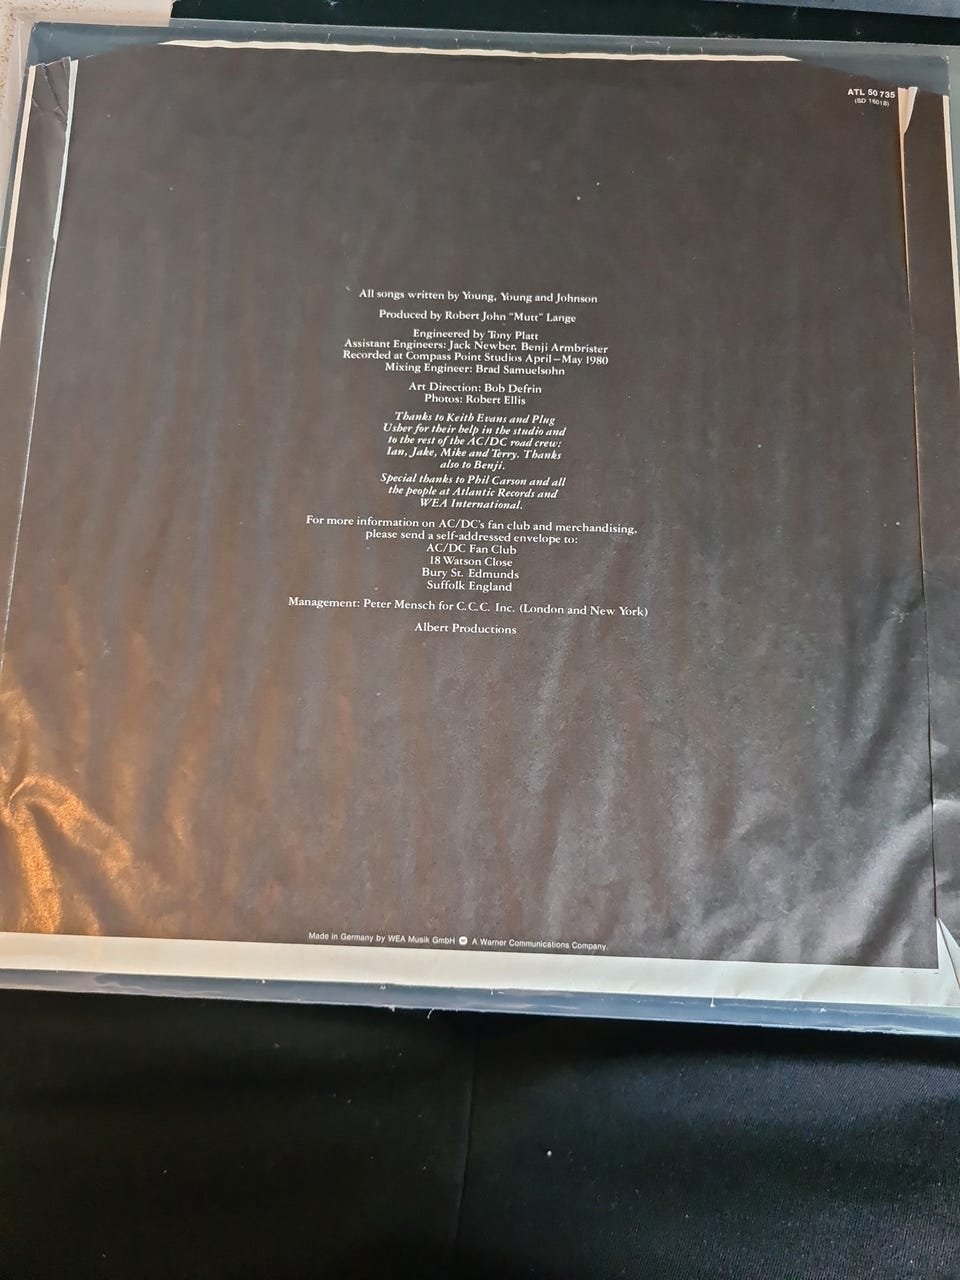 ATL 50 735
(SD 16018)
All songs written by Young, Young and Johnson
Produced by Robert John "Mutt" Lange
Engineered by Tony Platt
Assistant Engineers: Jack Newber, Benji Armbrister
Recorded at Compass Point Studios April–May 1980
Mixing Engineer: Brad Samuelsohn
Art Direction: Bob Defrin
Photos: Robert Ellis
Thanks to Keith Evans and Plug
Usher for their help in the studio and
to the rest of the AC/DC road crew:
Ian, Jake, Mike and Terry. Thanks
also to Benji.
Special thanks to Phil Carson and all
the people at Atlantic Records and
WEA International.
For more information on AC/DC's fan club and merchandising,
please send a self-addressed envelope to:
AC/DC Fan Club
18 Watson Close
Bury St. Edmunds
Suffolk England
Management: Peter Mensch for C.C.C. Inc. (London and New York)
Albert Productions
Made in Germany by WEA Musik GmbH A Warner Communications Company.